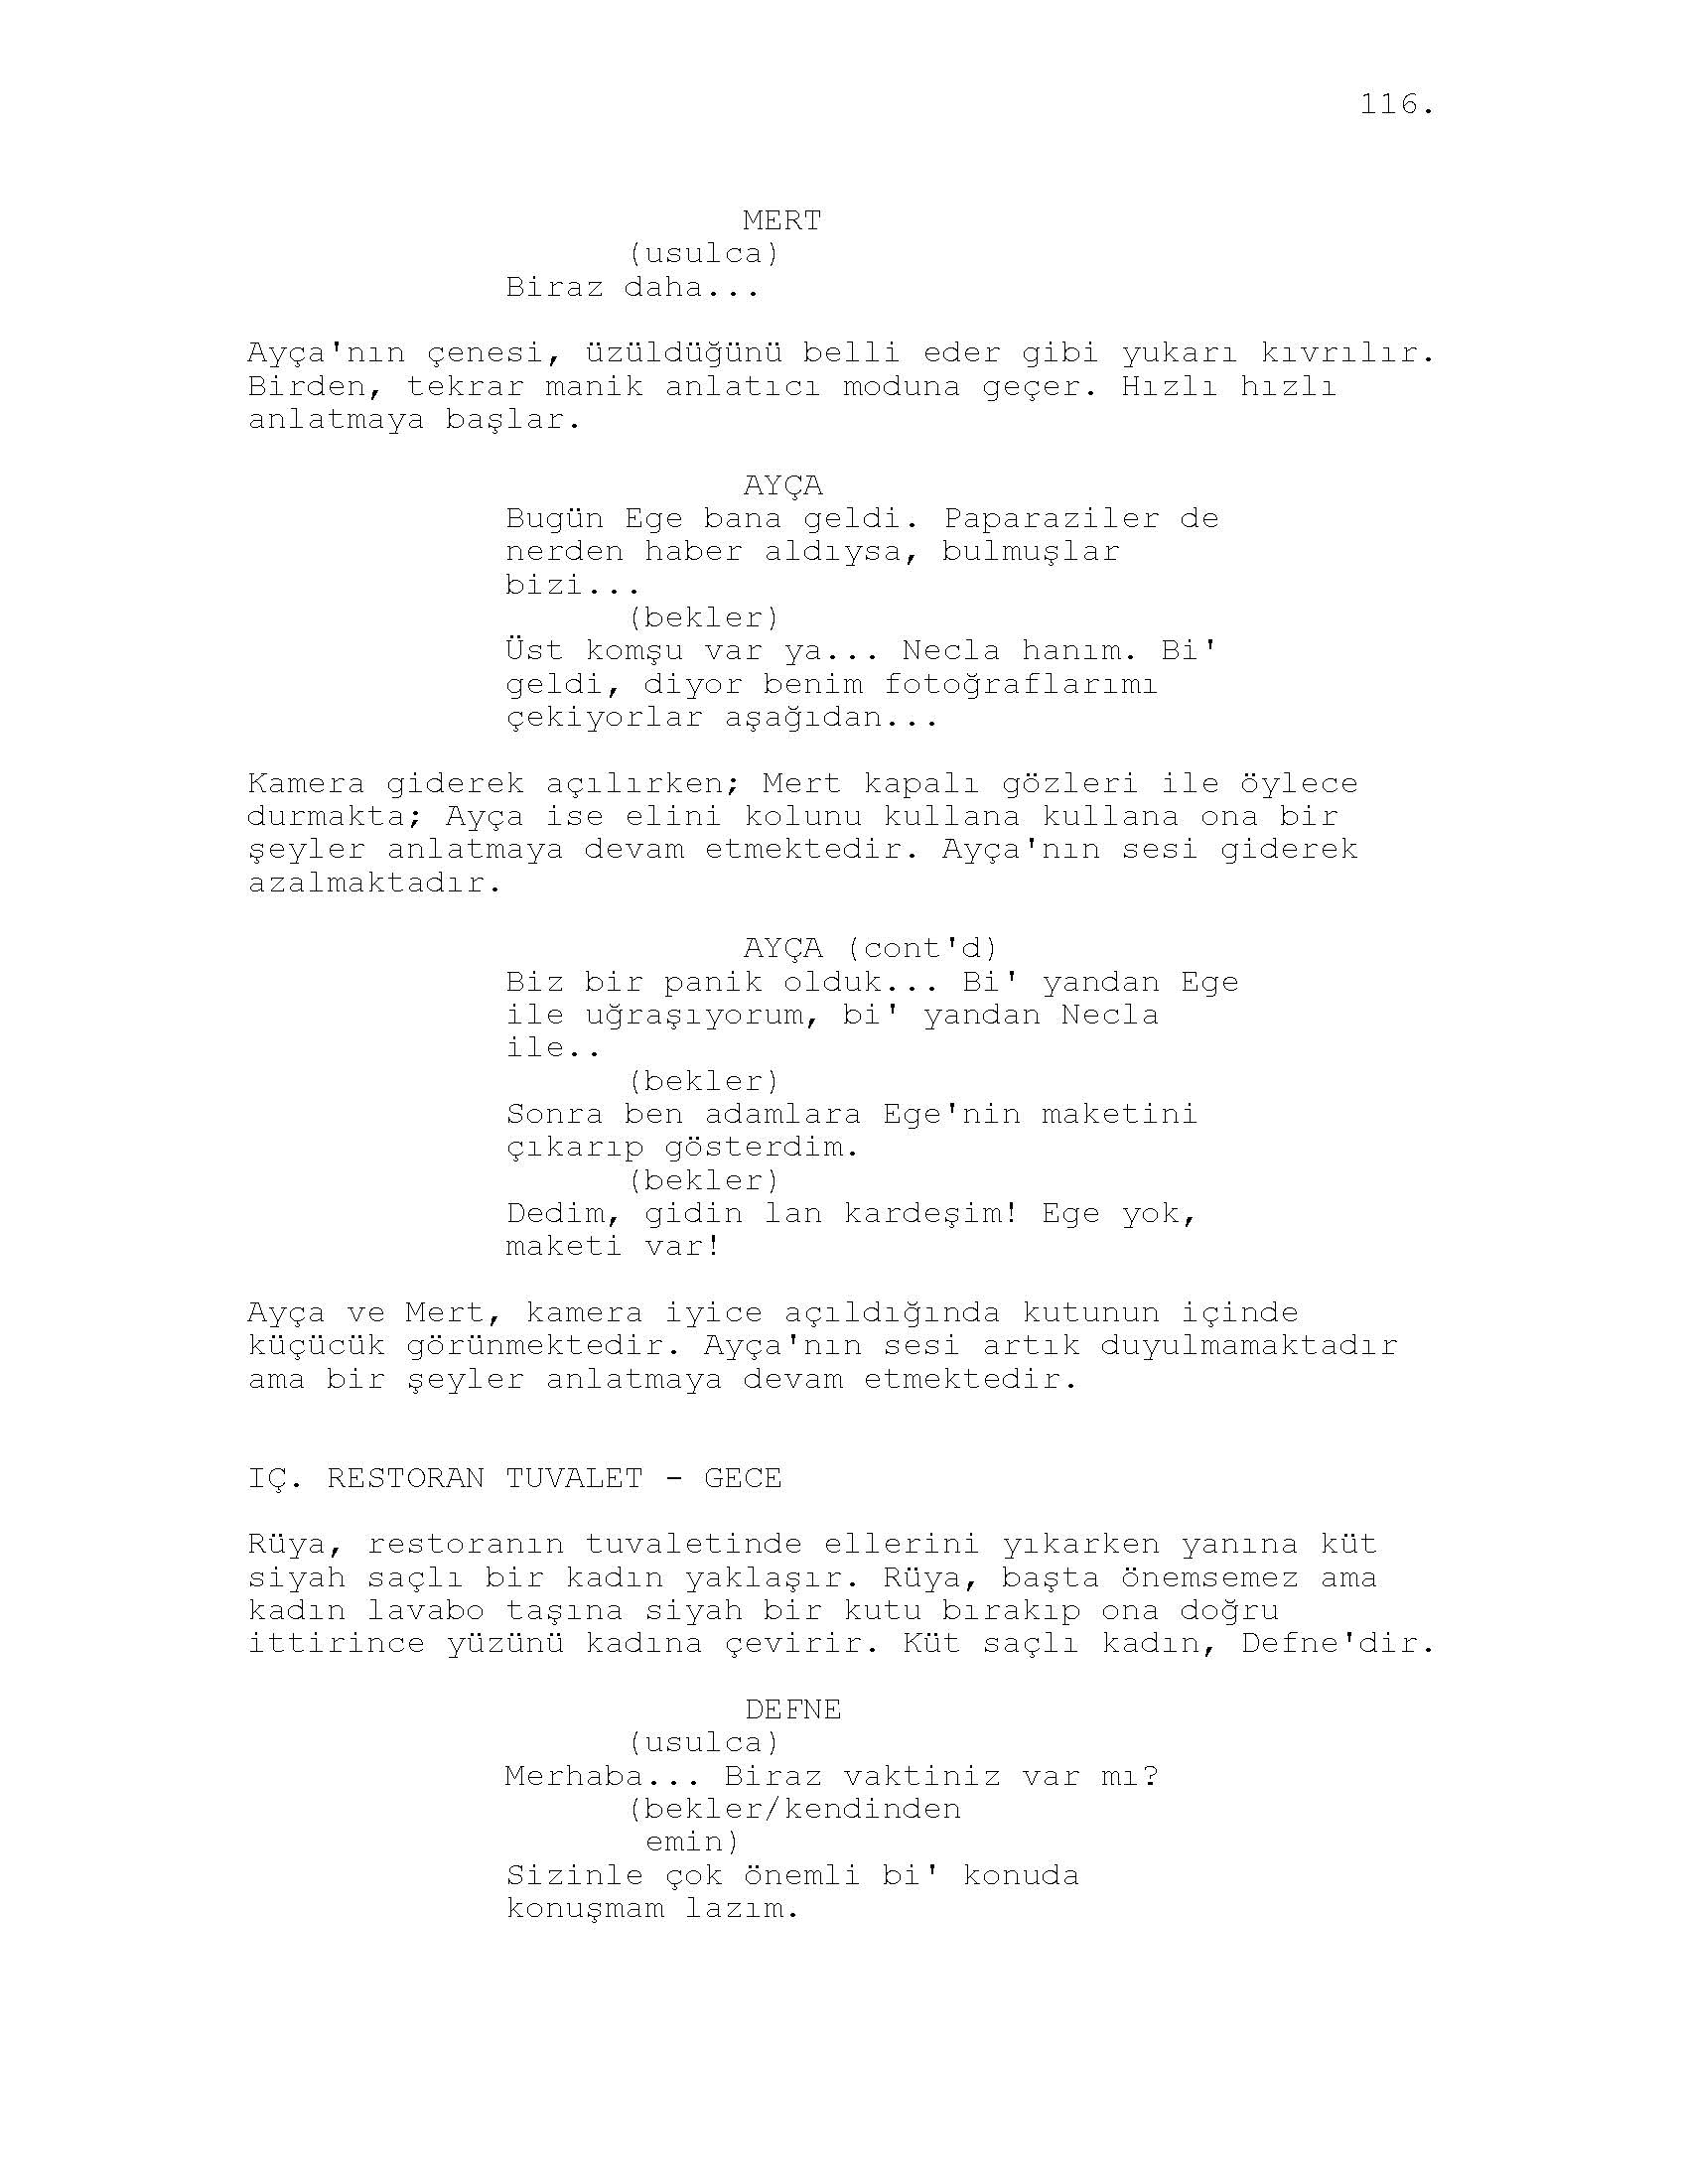 116.
MERT
(usulca)
Biraz daha...
Ayça'nın çenesi, üzüldüğünü belli eder gibi yukarı kıvrılır.
Birden, tekrar manik anlatıcı moduna geçer. Hızlı hızlı
anlatmaya başlar.
AYÇA
Bugün Ege bana geldi. Paparaziler de
nerden haber aldıysa, bulmuşlar
bizi...
(bekler)
Üst komşu var ya... Necla hanım. Bi'
geldi, diyor benim fotoğraflarımı
çekiyorlar aşağıdan...
Kamera giderek açılırken; Mert kapalı gözleri ile öylece
durmakta; Ayça ise elini kolunu kullana kullana ona bir
şeyler anlatmaya devam etmektedir. Ayça'nın sesi giderek
azalmaktadır.
AYÇA (cont'd)
Biz bir panik olduk... Bi' yandan Ege
ile uğraşıyorum, bi' yandan Necla
ile..
(bekler)
Sonra ben adamlara Ege'nin maketini
çıkarıp gösterdim.
(bekler)
Dedim, gidin lan kardeşim! Ege yok,
maketi var!
Ayça ve Mert, kamera iyice açıldığında kutunun içinde
küçücük görünmektedir. Ayça'nın sesi artık duyulmamaktadır
ama bir şeyler anlatmaya devam etmektedir.
IÇ. RESTORAN TUVALET - GECE
Rüya, restoranın tuvaletinde ellerini yıkarken yanına küt
siyah saçlı bir kadın yaklaşır. Rüya, başta önemsemez ama
kadın lavabo taşına siyah bir kutu bırakıp ona doğru
ittirince yüzünü kadına çevirir. Küt saçlı kadın, Defne'dir.
DEFNE
(usulca)
Merhaba... Biraz vaktiniz var mı?
(bekler/kendinden
emin)
Sizinle çok önemli bi' konuda
konuşmam lazım.